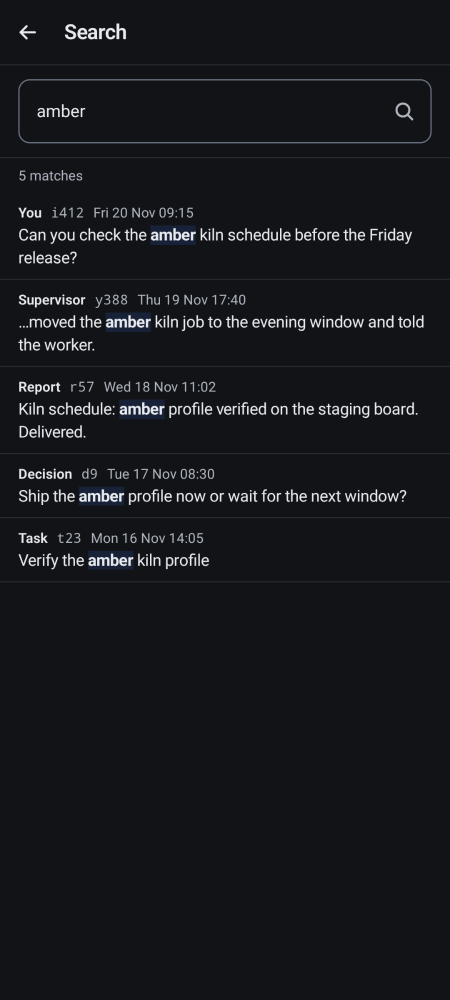 Search
amber
5 matches
You i412 Fri 20 Nov 09:15
Can you check the amber kiln schedule before the Friday
release?
Supervisor y388 Thu 19 Nov 17:40
…moved the amber kiln job to the evening window and told
the worker.
Report r57 Wed 18 Nov 11:02
Kiln schedule: amber profile verified on the staging board.
Delivered.
Decision d9 Tue 17 Nov 08:30
Ship the amber profile now or wait for the next window?
Task t23 Mon 16 Nov 14:05
Verify the amber kiln profile